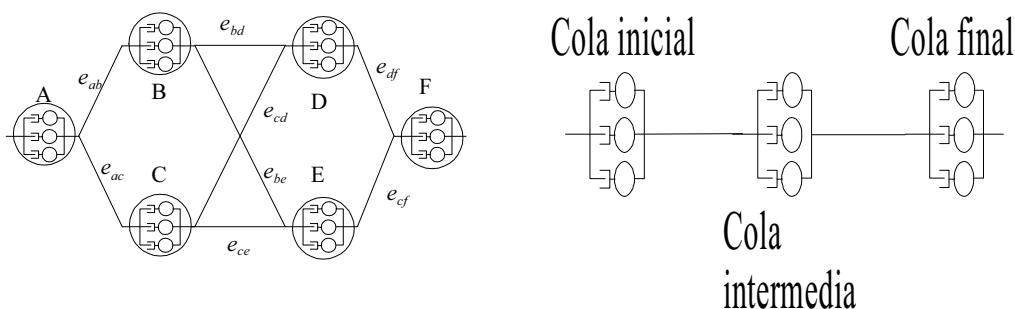 A
B
C
D
E
F
e_ab
e_ac
e_bd
e_cd
e_be
e_ce
e_df
e_cf
Cola inicial
Cola final
Cola
intermedia